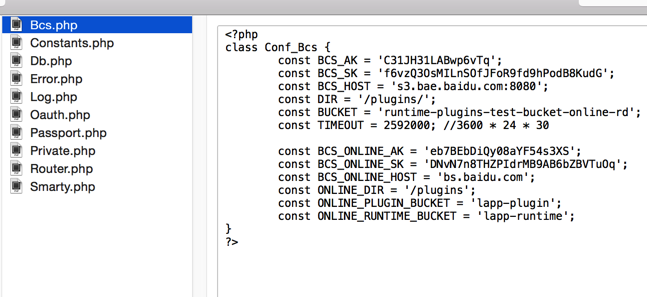 Bcs.php
Constants.php
Db.php
Error.php
Log.php
Oauth.php
Passport.php
Private.php
Router.php
Smarty.php
<?php
class Conf_Bcs {
const BCS_AK = 'C31JH31LABwp6vTq';
const BCS_SK = 'f6vzQ3OsMILnSOfJFoR9fd9hPodB8KudG';
const BCS_HOST = 's3.bae.baidu.com:8080';
const DIR = '/plugins/';
const BUCKET = 'runtime-plugins-test-bucket-online-rd';
const TIMEOUT = 2592000; //3600 * 24 * 30
const BCS_ONLINE_AK = 'eb7BEbDiQy08aYF54s3XS';
const BCS_ONLINE_SK = 'DNvN7n8THZPIdrMB9AB6bZBVTuOq';
const BCS_ONLINE_HOST = 'bs.baidu.com';
const ONLINE_DIR = '/plugins';
const ONLINE_PLUGIN_BUCKET = 'lapp-plugin';
const ONLINE_RUNTIME_BUCKET = 'lapp-runtime';
}
?>